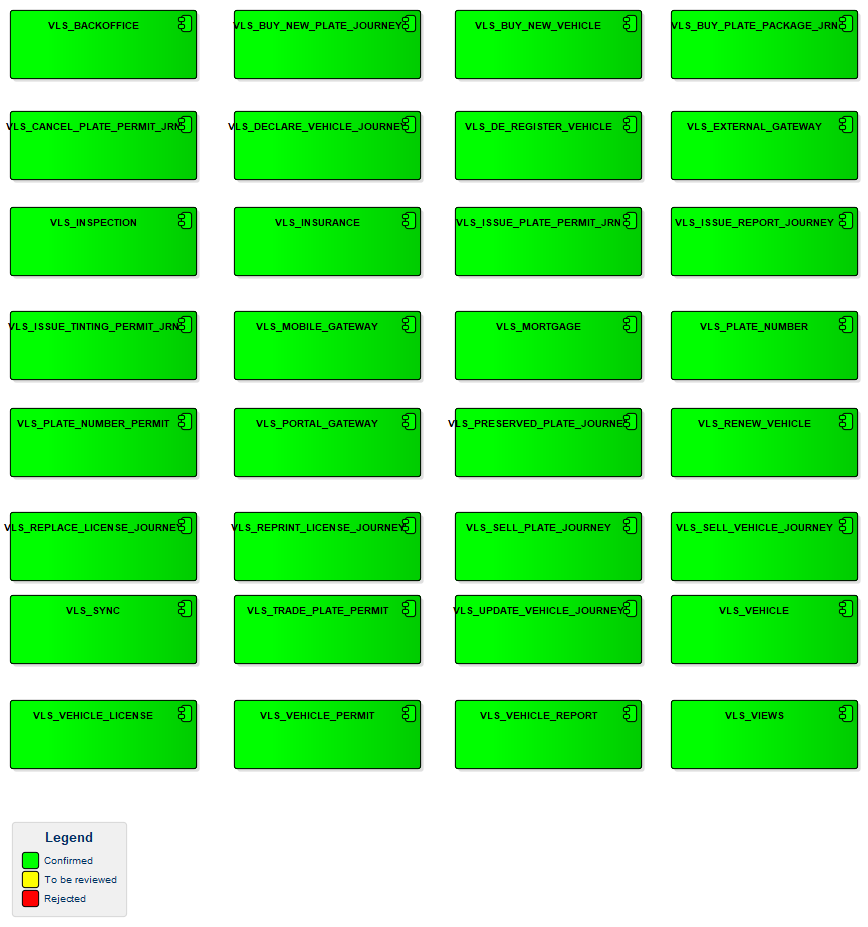 VLS_BACKOFFICE
VLS_BUY_NEW_PLATE_JOURNEY
VLS_BUY_NEW_VEHICLE
VLS_BUY_PLATE_PACKAGE_JRN
VLS_CANCEL_PLATE_PERMIT_JRN
VLS_DECLARE_VEHICLE_JOURNEY
VLS_DE_REGISTER_VEHICLE
VLS_EXTERNAL_GATEWAY
VLS_INSPECTION
VLS_INSURANCE
VLS_ISSUE_PLATE_PERMIT_JRN
VLS_ISSUE_REPORT_JOURNEY
VLS_ISSUE_TINTING_PERMIT_JRN
VLS_MOBILE_GATEWAY
VLS_MORTGAGE
VLS_PLATE_NUMBER
VLS_PLATE_NUMBER_PERMIT
VLS_PORTAL_GATEWAY
VLS_PRESERVED_PLATE_JOURNEY
VLS_RENEW_VEHICLE
VLS_REPLACE_LICENSE_JOURNEY
VLS_REPRINT_LICENSE_JOURNEY
VLS_SELL_PLATE_JOURNEY
VLS_SELL_VEHICLE_JOURNEY
VLS_SYNC
VLS_TRADE_PLATE_PERMIT
VLS_UPDATE_VEHICLE_JOURNEY
VLS_VEHICLE
VLS_VEHICLE_LICENSE
VLS_VEHICLE_PERMIT
VLS_VEHICLE_REPORT
VLS_VIEWS
Legend
Confirmed
To be reviewed
Rejected